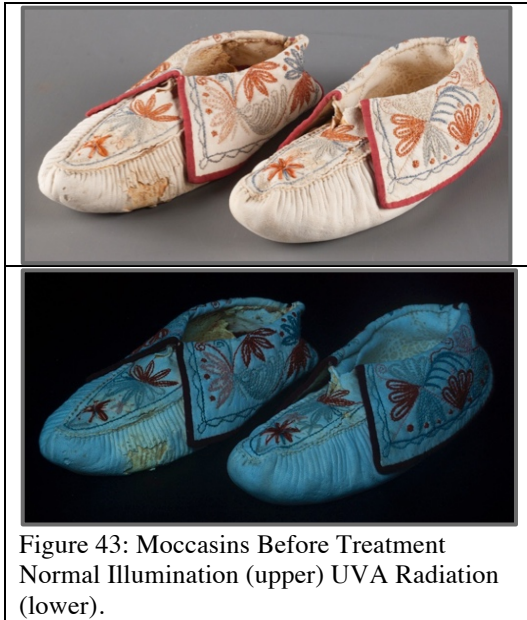 Figure 43: Moccasins Before Treatment
Normal Illumination (upper) UVA Radiation
(lower).